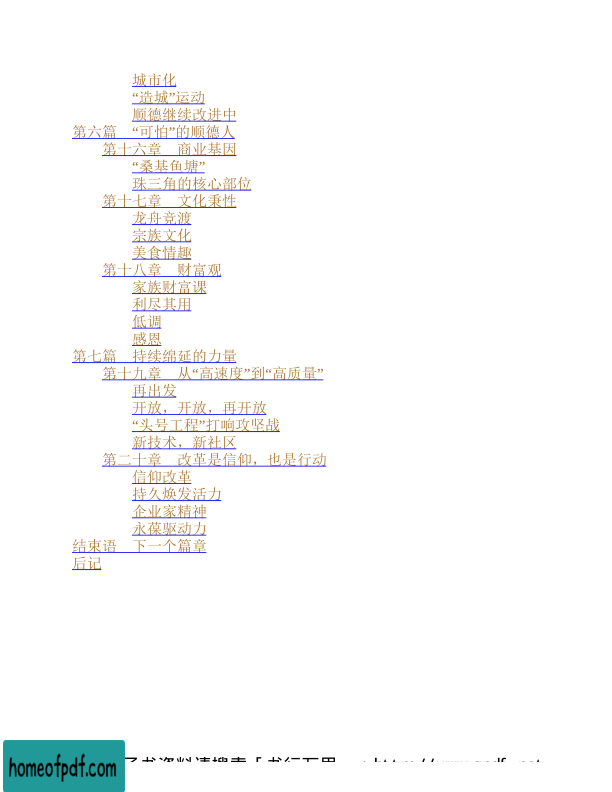 城市化
“造城”运动
顺德继续改进中
第六篇　“可怕”的顺德人
第十六章　商业基因
“桑基鱼塘”
珠三角的核心部位
第十七章　文化秉性
龙舟竞渡
宗族文化
美食情趣
第十八章　财富观
家族财富课
利尽其用
低调
感恩
第七篇　持续绵延的力量
第十九章　从“高速度”到“高质量”
再出发
开放，开放，再开放
“头号工程”打响攻坚战
新技术，新社区
第二十章　改革是信仰，也是行动
信仰改革
持久焕发活力
企业家精神
永葆驱动力
结束语　下一个篇章
后记
homeofpdf.com